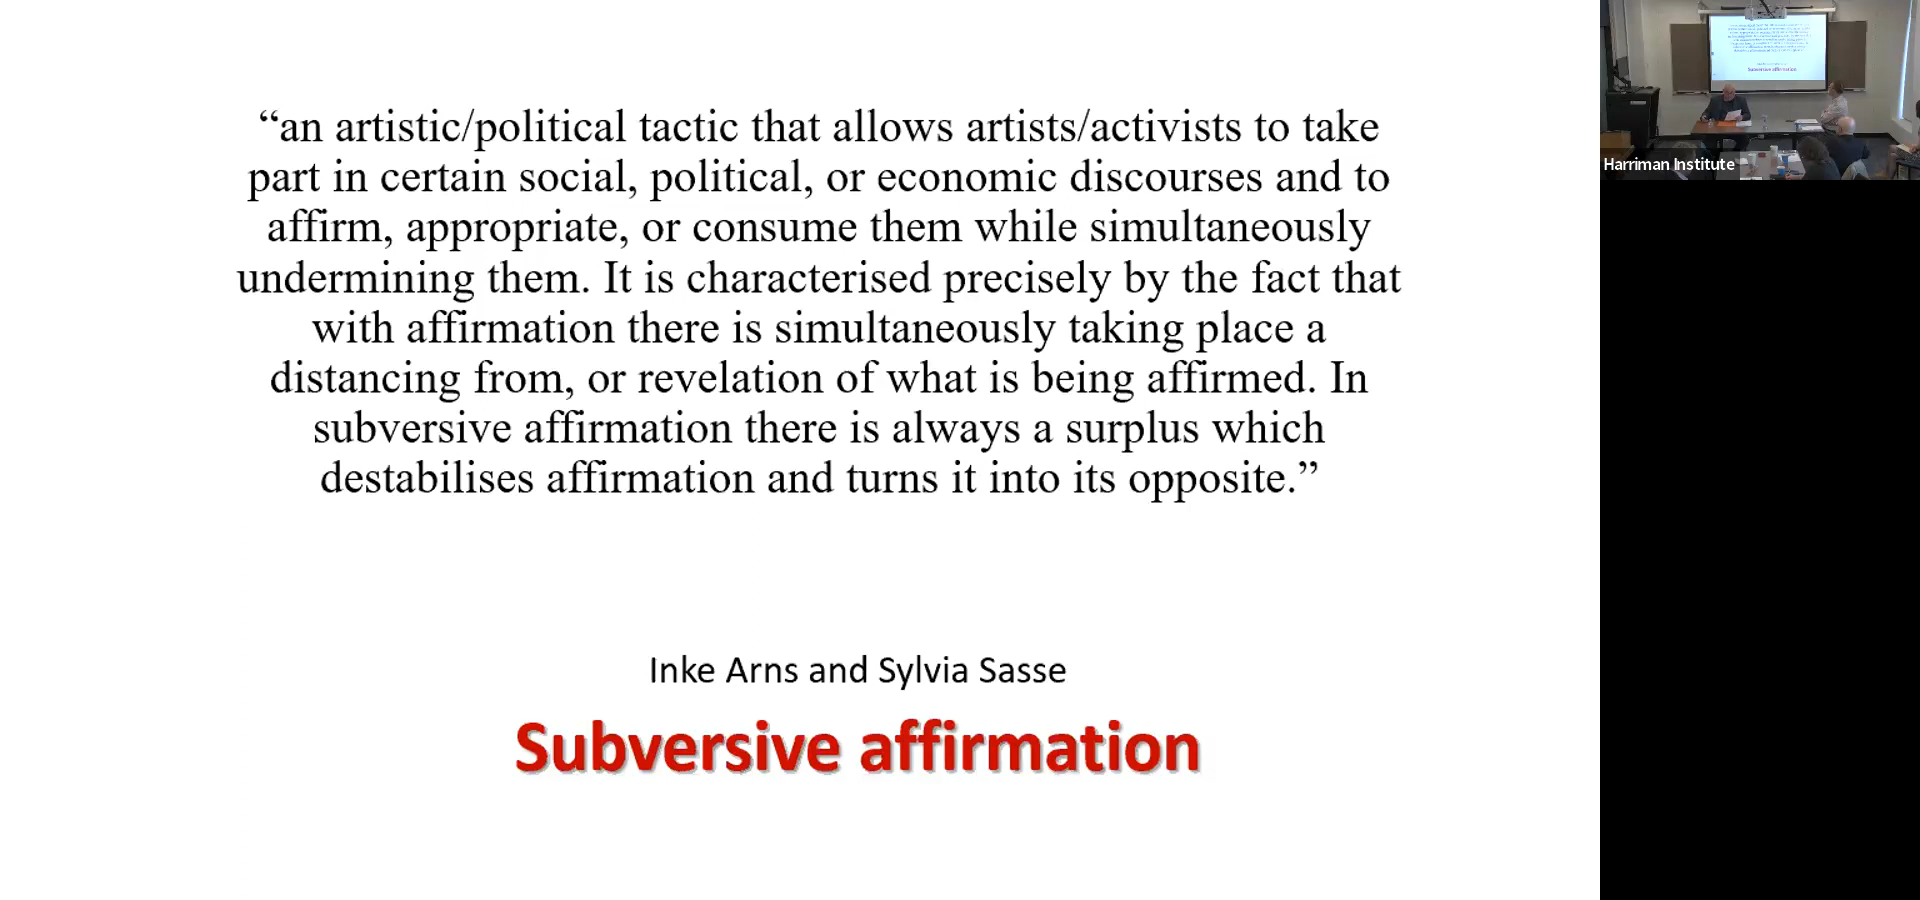 “an artistic/political tactic that allows artists/activists to take
part in certain social, political, or economic discourses and to
affirm, appropriate, or consume them while simultaneously
undermining them. It is characterised precisely by the fact that
with affirmation there is simultaneously taking place a
distancing from, or revelation of what is being affirmed. In
subversive affirmation there is always a surplus which
destabilises affirmation and turns it into its opposite.”
Inke Arns and Sylvia Sasse
Subversive affirmation
Subversive affirmation
Harriman Institute